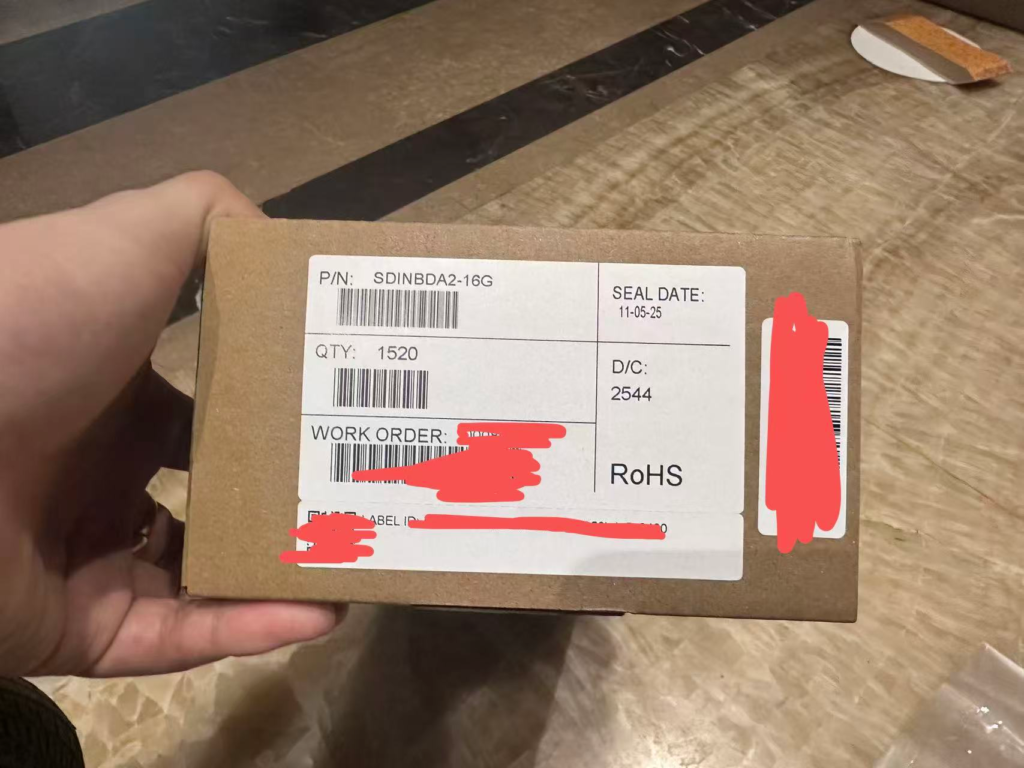 P/N: SDINBDA2-16G
SEAL DATE:
11-05-25
QTY: 1520
D/C:
2544
WORK ORDER:
RoHS
LABEL ID